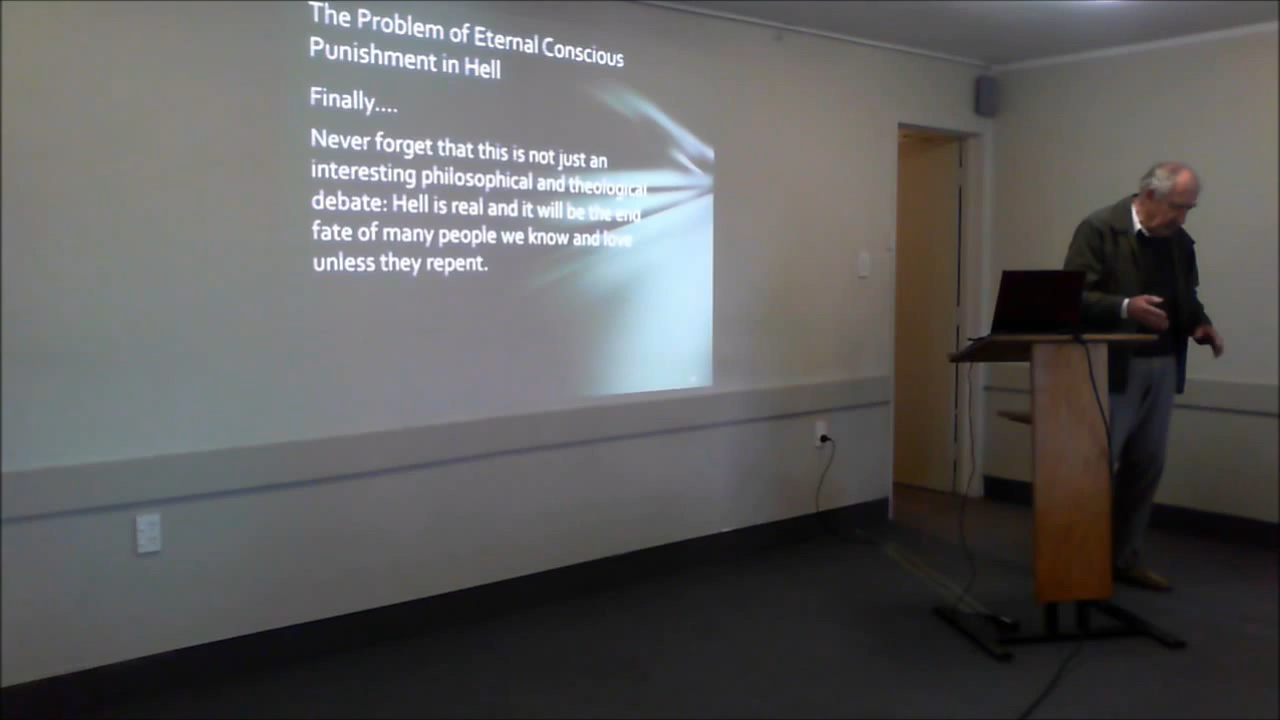 The Problem of Eternal Conscious
Punishment in Hell
Finally....
Never forget that this is not just an
interesting philosophical and theological
debate: Hell is real and it will be the end
fate of many people we know and love
unless they repent.